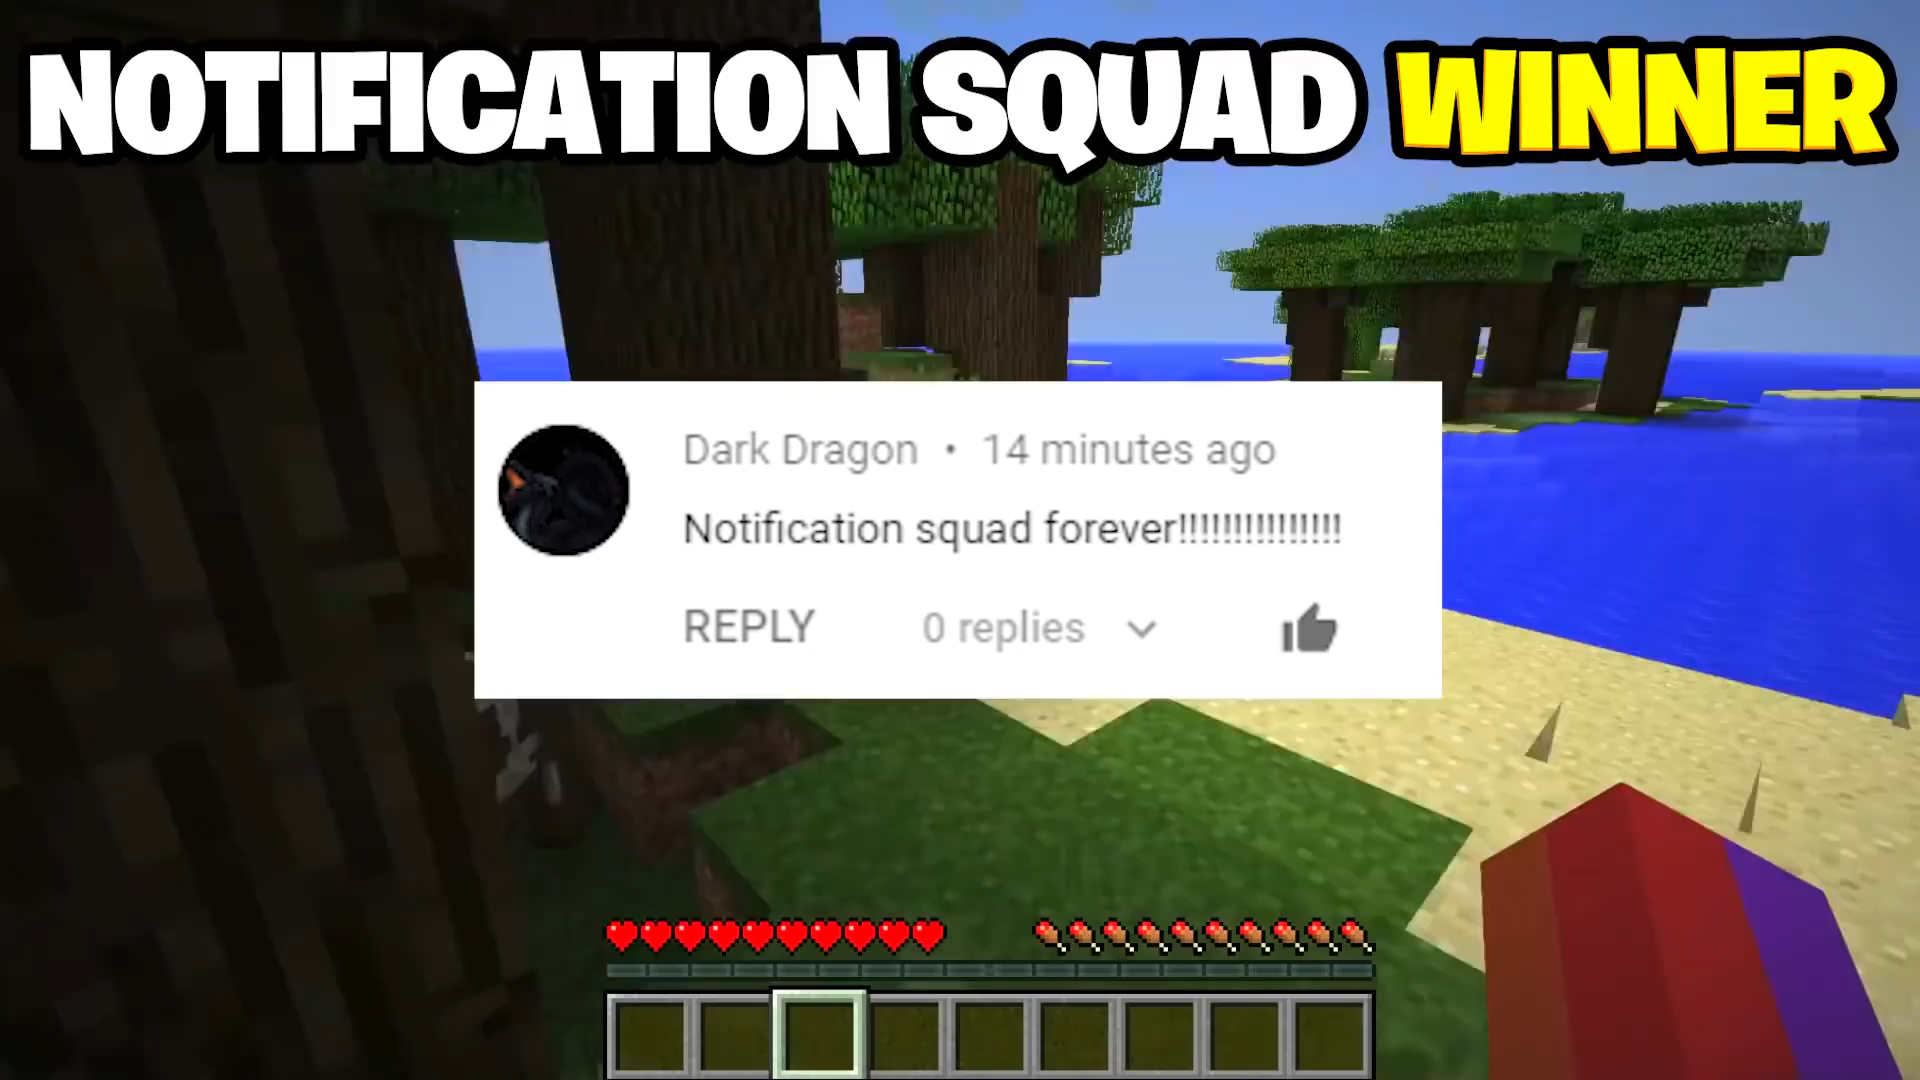 NOTIFICATION SQUAD WINNER
Dark Dragon • 14 minutes ago
Notification squad forever!!!!!!!!!!!!!!!
REPLY 0 replies